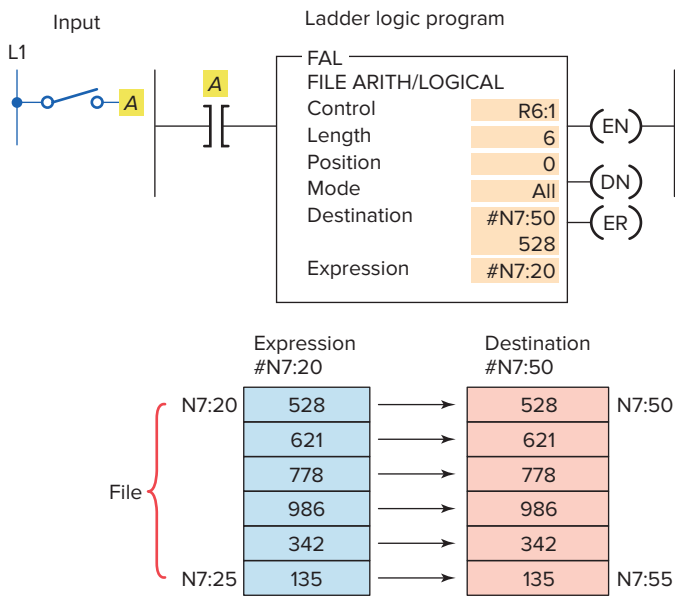 Input
Ladder logic program
L1
A
A
FAL
FILE ARITH/LOGICAL
Control R6:1
Length 6
Position 0
Mode All
Destination #N7:50
528
Expression #N7:20
EN
DN
ER
Expression
#N7:20
Destination
#N7:50
N7:20 528 528 N7:50
621 621
778 778
File
986 986
342 342
N7:25 135 135 N7:55